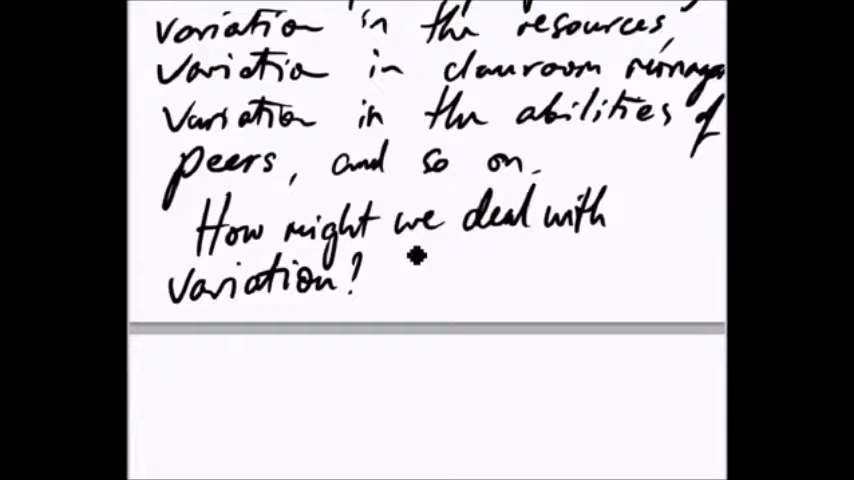 variation in the resources,
Variation in classroom manage
Variation in the abilities of
peers, and so on.
How might we deal with
variation?